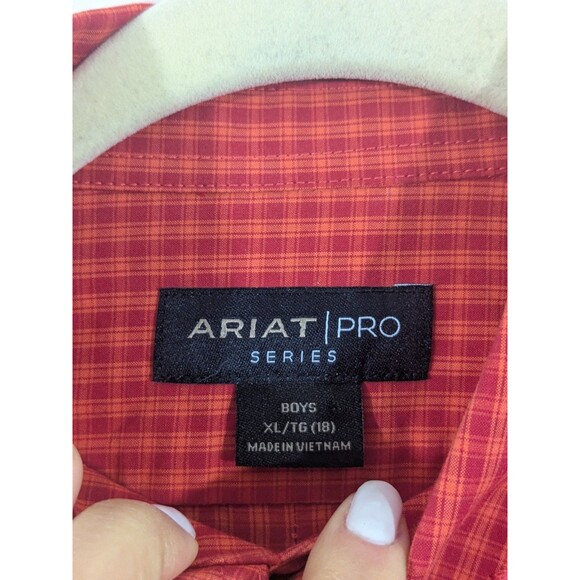 ARIAT|PRO
SERIES
BOYS
XL/TG (18)
MADE IN VIETNAM